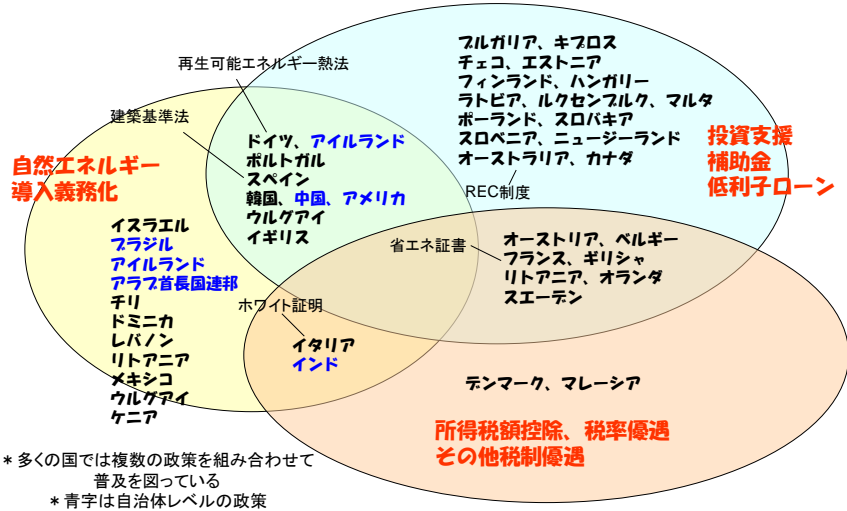 ブルガリア、キプロス
チェコ、エストニア
フィンランド、ハンガリー
ラトビア、ルクセンブルク、マルタ
ポーランド、スロバキア
スロベニア、ニュージーランド
オーストラリア、カナダ
REC制度
投資支援
補助金
低利子ローン
再生可能エネルギー熱法
建築基準法
ドイツ、アイルランド
ポルトガル
スペイン
韓国、中国、アメリカ
ウルグアイ
イギリス
自然エネルギー
導入義務化
イスラエル
ブラジル
アイルランド
アラブ首長国連邦
チリ
ドミニカ
レバノン
リトアニア
メキシコ
ウルグアイ
ケニア
省エネ証書
オーストリア、ベルギー
フランス、ギリシャ
リトアニア、オランダ
スエーデン
ホワイト証明
イタリア
インド
デンマーク、マレーシア
所得税額控除、税率優遇
その他税制優遇
＊多くの国では複数の政策を組み合わせて
普及を図っている
＊青字は自治体レベルの政策